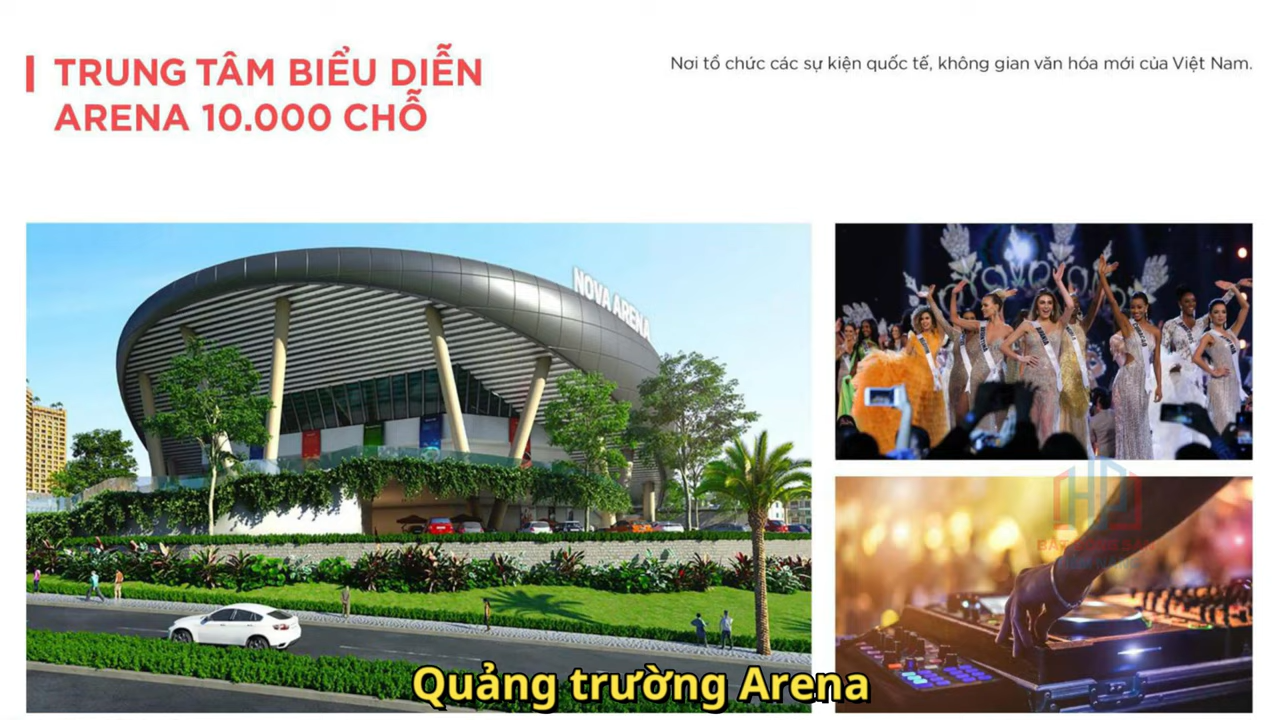 TRUNG TÂM BIỂU DIỄN
ARENA 10.000 CHỖ
Nơi tổ chức các sự kiện quốc tế, không gian văn hóa mới của Việt Nam.
NOVA ARENA
Quảng trường Arena